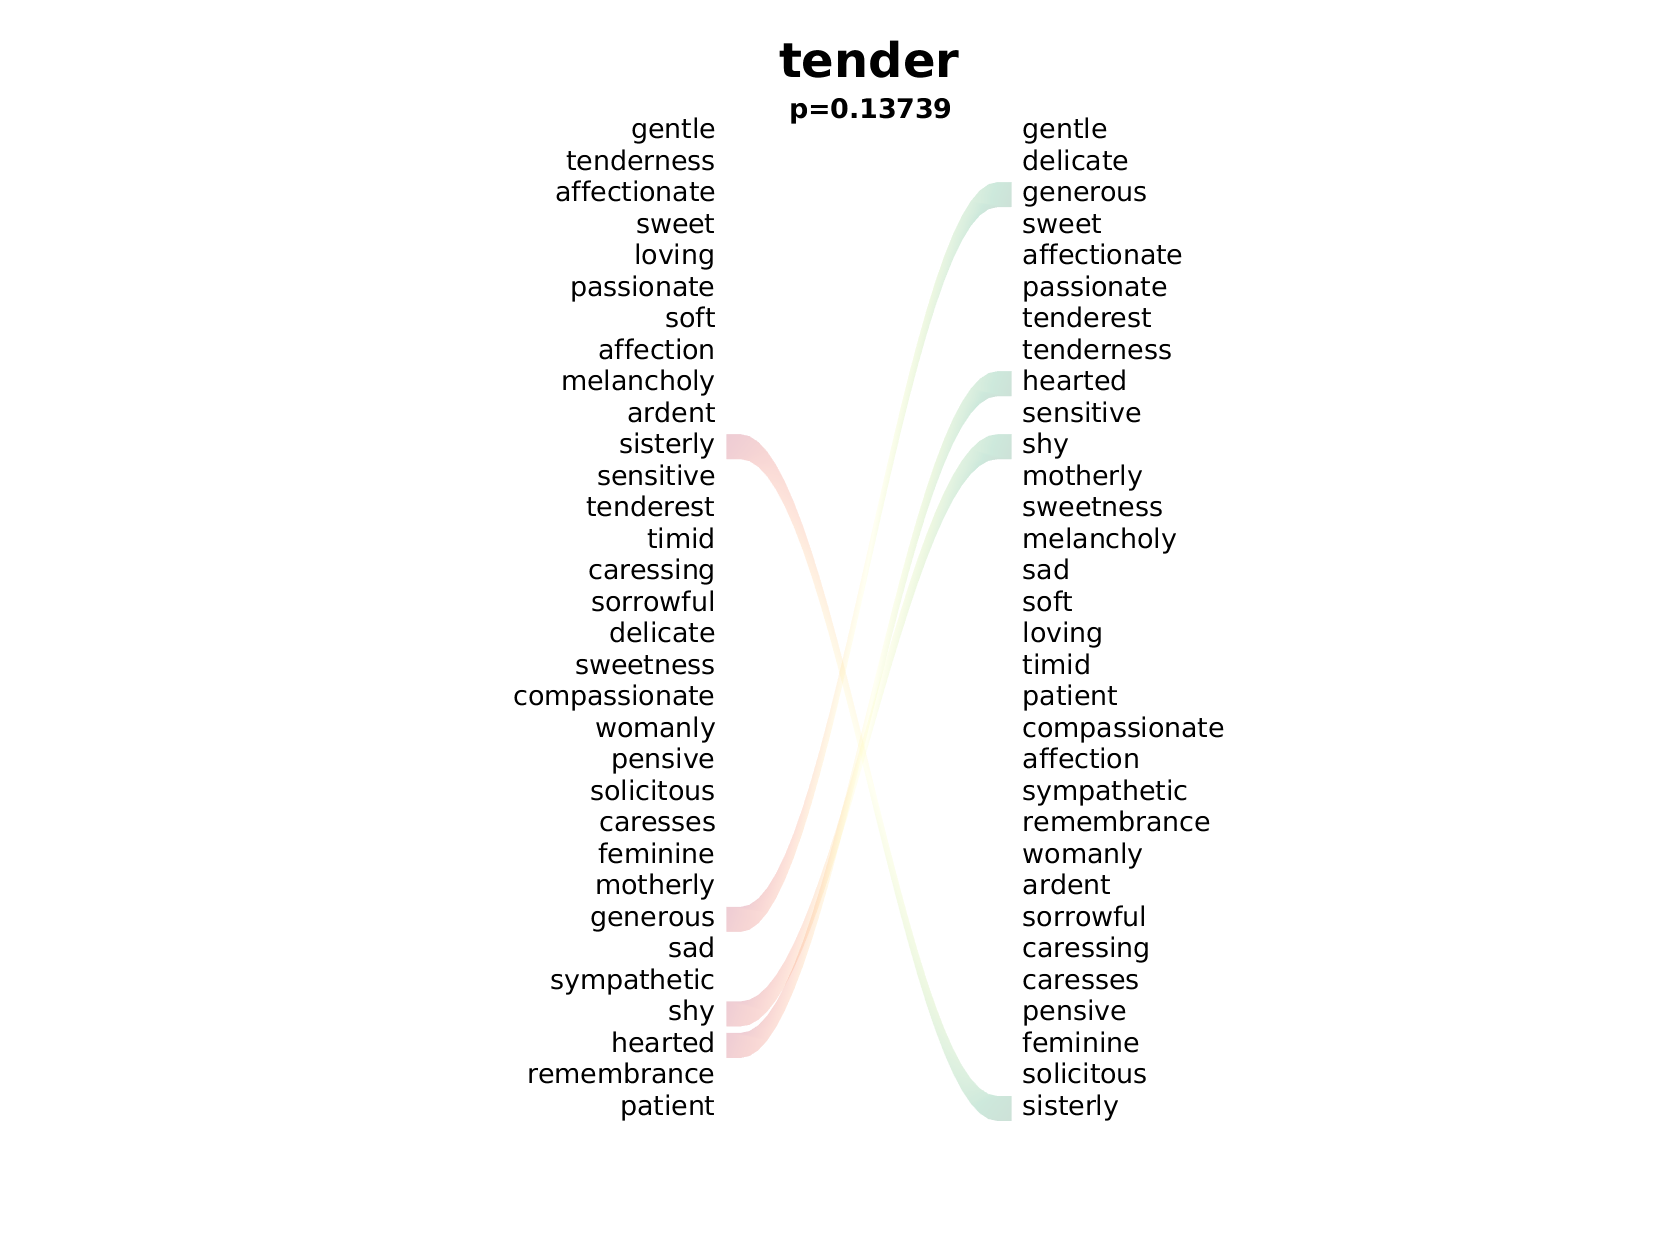 tender
p=0.13739
gentle
tenderness
affectionate
sweet
loving
passionate
soft
affection
melancholy
ardent
sisterly
sensitive
tenderest
timid
caressing
sorrowful
delicate
sweetness
compassionate
womanly
pensive
solicitous
caresses
feminine
motherly
generous
sad
sympathetic
shy
hearted
remembrance
patient
gentle
delicate
generous
sweet
affectionate
passionate
tenderest
tenderness
hearted
sensitive
shy
motherly
sweetness
melancholy
sad
soft
loving
timid
patient
compassionate
affection
sympathetic
remembrance
womanly
ardent
sorrowful
caressing
caresses
pensive
feminine
solicitous
sisterly